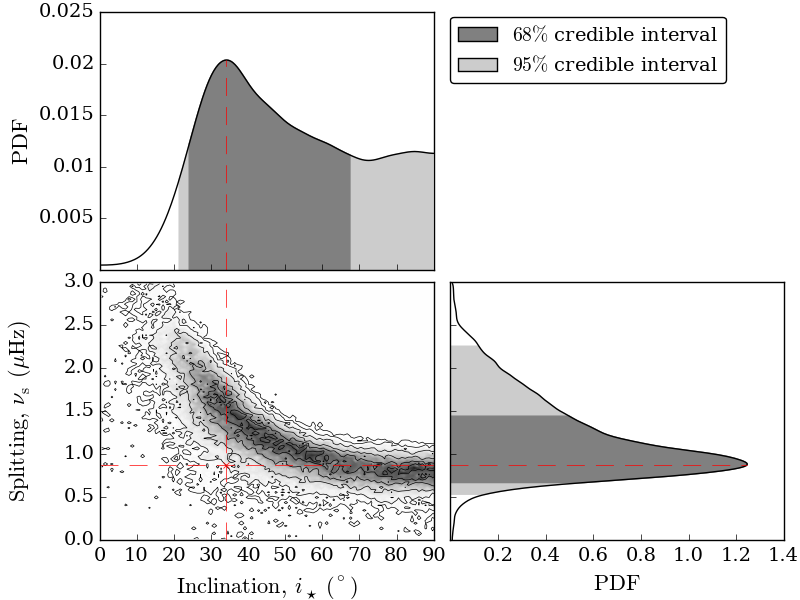 0.025
0.02
0.015
0.01
0.005
PDF
68% credible interval
95% credible interval
3.0
2.5
2.0
1.5
1.0
0.5
0.0
Splitting, νs (μHz)
0 10 20 30 40 50 60 70 80 90
Inclination, i⋆ (°)
0.2 0.4 0.6 0.8 1.0 1.2 1.4
PDF